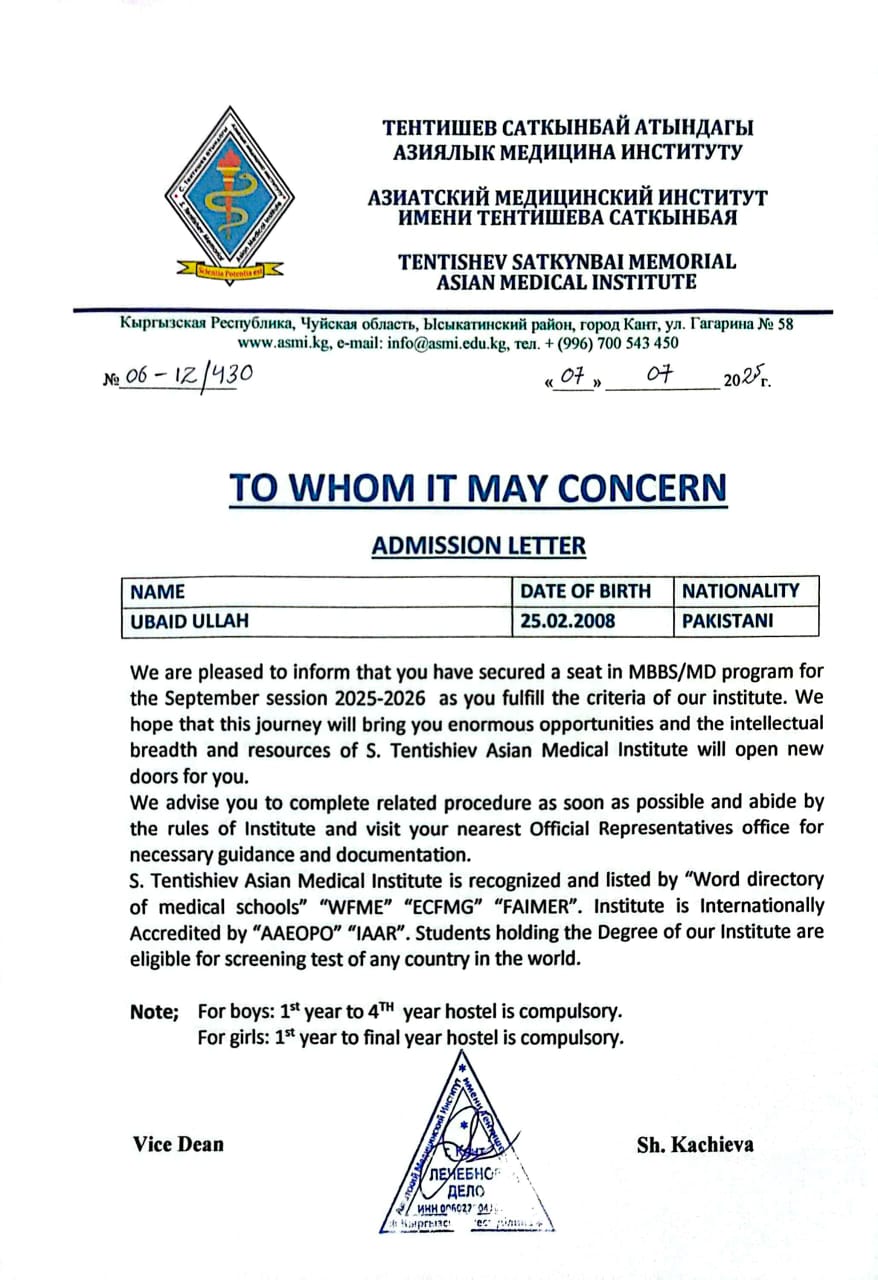 ТЕНТИШЕВ САТКЫНБАЙ АТЫНДАГЫ
АЗИЯЛЫК МЕДИЦИНА ИНСТИТУТУ
АЗИАТСКИЙ МЕДИЦИНСКИЙ ИНСТИТУТ
ИМЕНИ ТЕНТИШЕВА САТКЫНБАЯ
TENTISHEV SATKYNBAI MEMORIAL
ASIAN MEDICAL INSTITUTE
Scientia Potentia est
Кыргызская Республика, Чуйская область, Ысыкатинский район, город Кант, ул. Гагарина № 58
www.asmi.kg, e-mail: info@asmi.edu.kg, тел. + (996) 700 543 450
№ 06 - 12/430 « 07 » 07 2025г.
TO WHOM IT MAY CONCERN
ADMISSION LETTER
NAME DATE OF BIRTH NATIONALITY
UBAID ULLAH 25.02.2008 PAKISTANI
We are pleased to inform that you have secured a seat in MBBS/MD program for
the September session 2025-2026 as you fulfill the criteria of our institute. We
hope that this journey will bring you enormous opportunities and the intellectual
breadth and resources of S. Tentishiev Asian Medical Institute will open new
doors for you.
We advise you to complete related procedure as soon as possible and abide by
the rules of Institute and visit your nearest Official Representatives office for
necessary guidance and documentation.
S. Tentishiev Asian Medical Institute is recognized and listed by “Word directory
of medical schools” “WFME” “ECFMG” “FAIMER”. Institute is Internationally
Accredited by “AAEOPO” “IAAR”. Students holding the Degree of our Institute are
eligible for screening test of any country in the world.
Note; For boys: 1st year to 4TH year hostel is compulsory.
For girls: 1st year to final year hostel is compulsory.
Vice Dean Sh. Kachieva
Медицинский Институт имени
ЛЕЧЕБНОЕ
ДЕЛО
ИНН